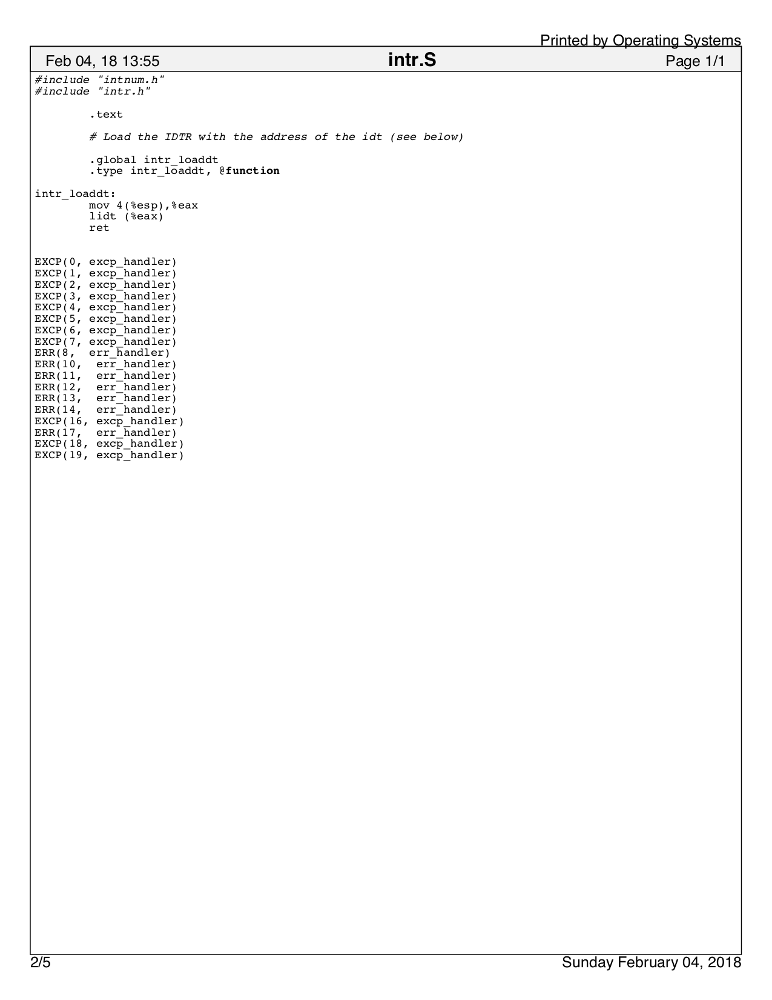 Printed by Operating Systems
Feb 04, 18 13:55 intr.S Page 1/1
#include "intnum.h"
#include "intr.h"
.text
# Load the IDTR with the address of the idt (see below)
.global intr_loaddt
.type intr_loaddt, @function
intr_loaddt:
mov 4(%esp),%eax
lidt (%eax)
ret
EXCP(0, excp_handler)
EXCP(1, excp_handler)
EXCP(2, excp_handler)
EXCP(3, excp_handler)
EXCP(4, excp_handler)
EXCP(5, excp_handler)
EXCP(6, excp_handler)
EXCP(7, excp_handler)
ERR(8,  err_handler)
ERR(10,  err_handler)
ERR(11,  err_handler)
ERR(12,  err_handler)
ERR(13,  err_handler)
ERR(14,  err_handler)
EXCP(16, excp_handler)
ERR(17,  err_handler)
EXCP(18, excp_handler)
EXCP(19, excp_handler)
2/5 Sunday February 04, 2018